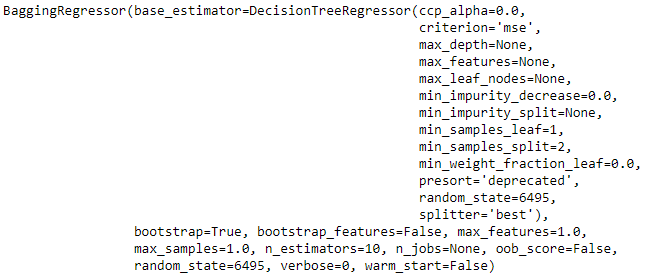 BaggingRegressor(base_estimator=DecisionTreeRegressor(ccp_alpha=0.0,
criterion='mse',
max_depth=None,
max_features=None,
max_leaf_nodes=None,
min_impurity_decrease=0.0,
min_impurity_split=None,
min_samples_leaf=1,
min_samples_split=2,
min_weight_fraction_leaf=0.0,
presort='deprecated',
random_state=6495,
splitter='best'),
bootstrap=True, bootstrap_features=False, max_features=1.0,
max_samples=1.0, n_estimators=10, n_jobs=None, oob_score=False,
random_state=6495, verbose=0, warm_start=False)